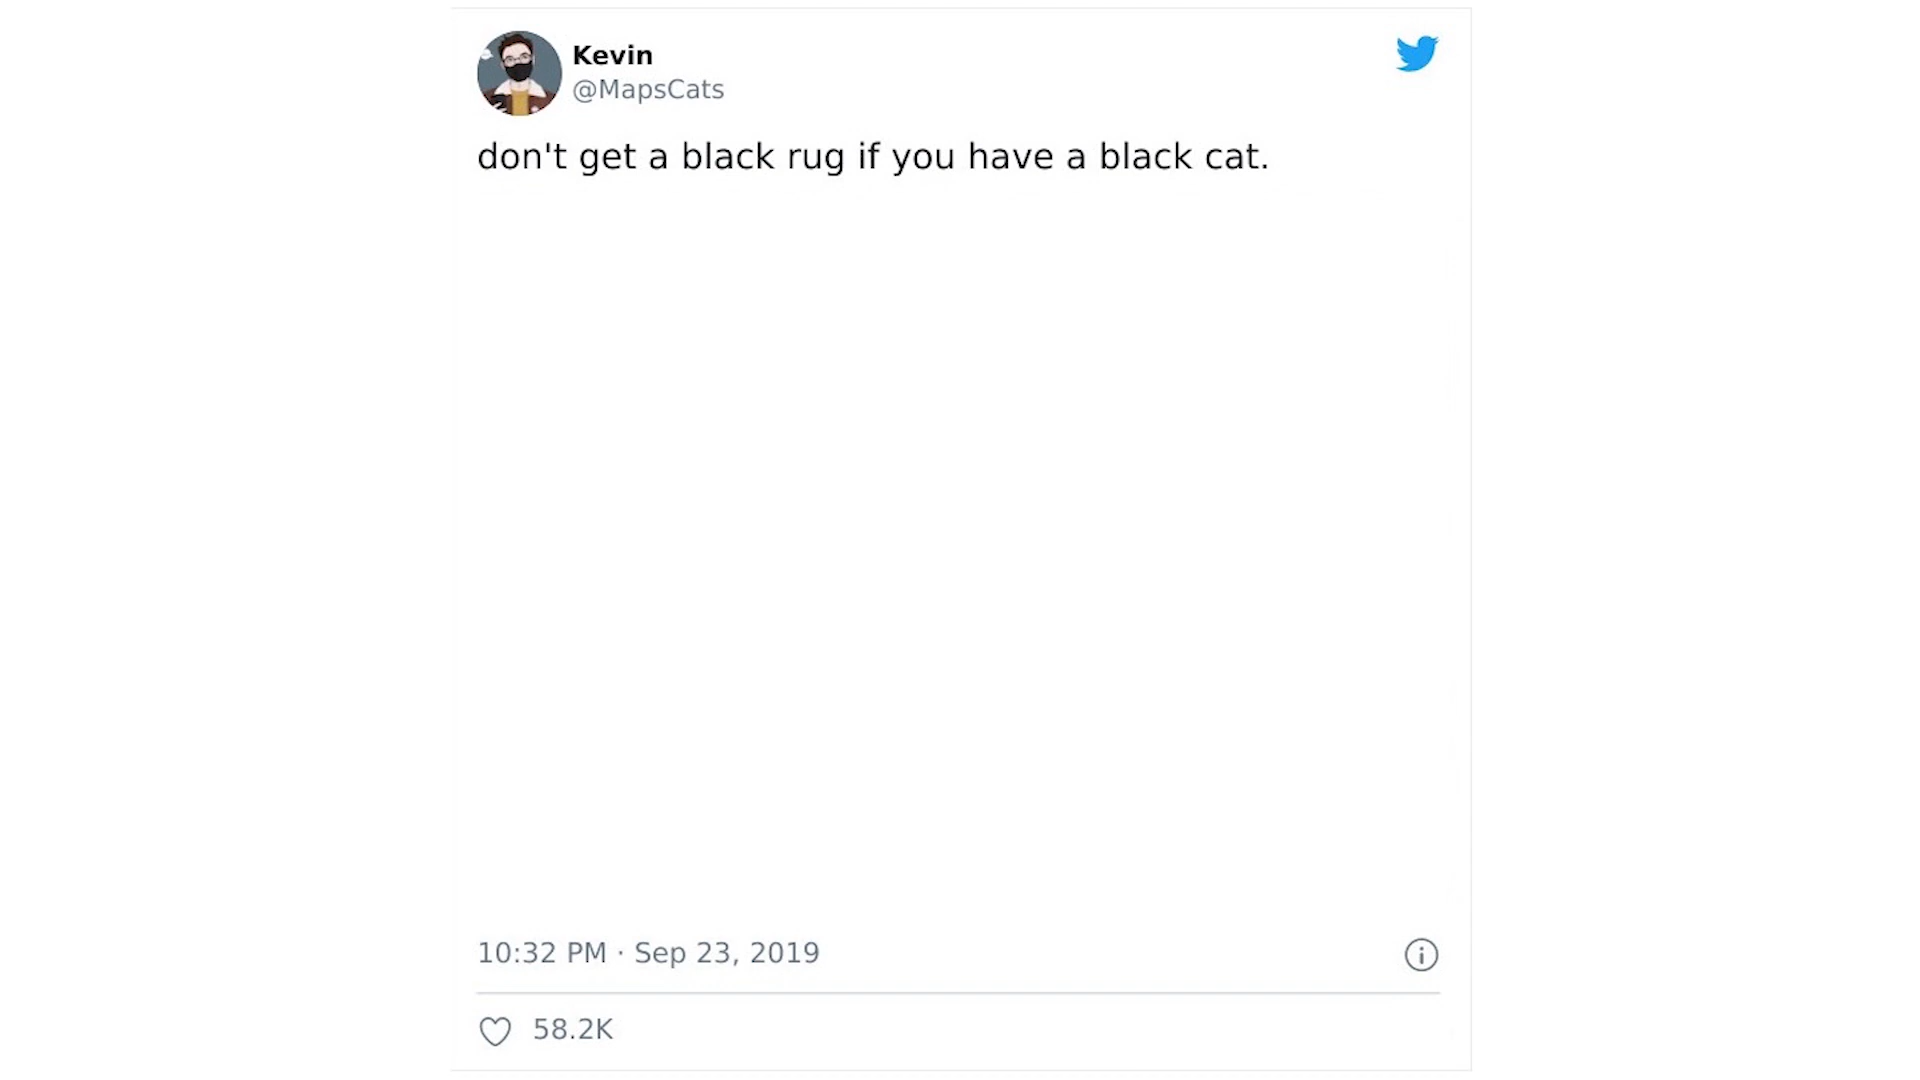 Kevin
@MapsCats
don't get a black rug if you have a black cat.
10:32 PM · Sep 23, 2019
58.2K